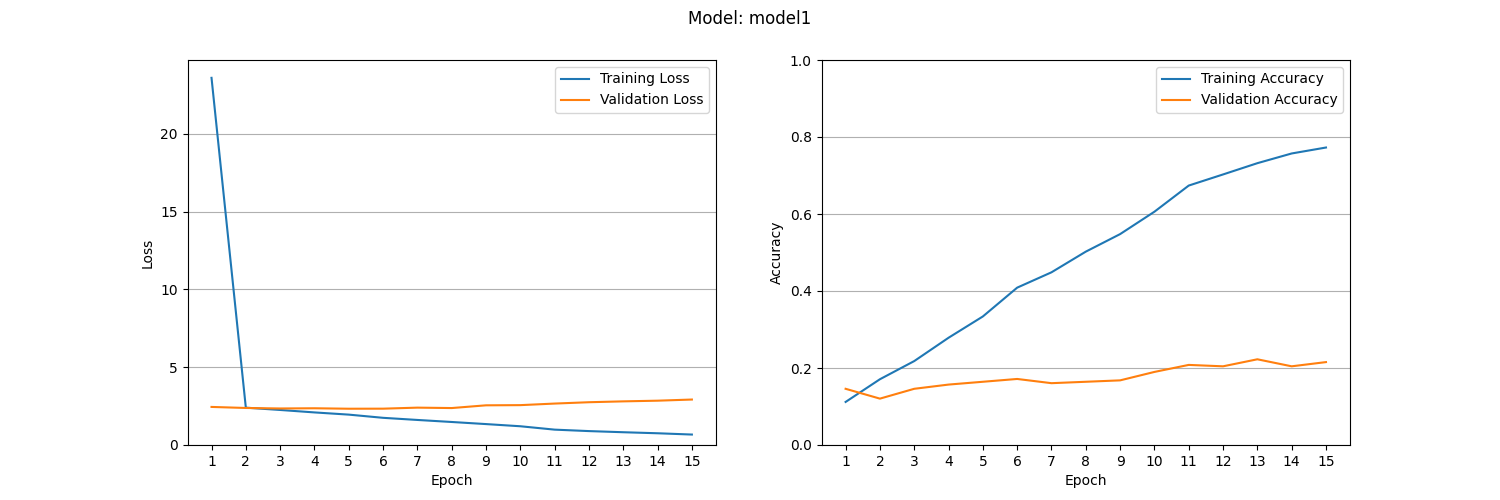 Model: model1
Training Loss
Validation Loss
20
15
10
5
0
Loss
1 2 3 4 5 6 7 8 9 10 11 12 13 14 15
Epoch
Training Accuracy
Validation Accuracy
1.0
0.8
0.6
0.4
0.2
0.0
Accuracy
1 2 3 4 5 6 7 8 9 10 11 12 13 14 15
Epoch